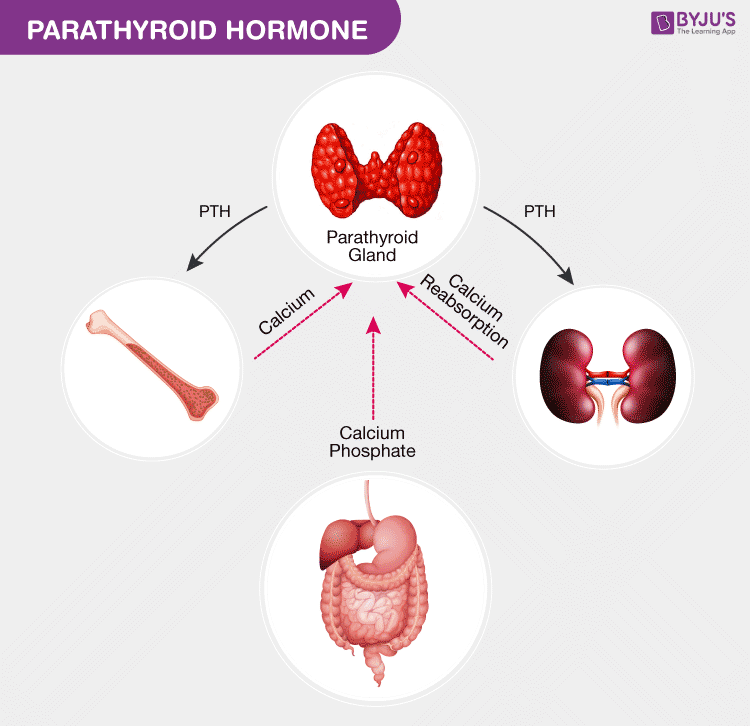 PARATHYROID HORMONE
BYJU'S
The Learning App
PTH
PTH
Parathyroid
Gland
Calcium
Calcium
Reabsorption
Calcium
Phosphate